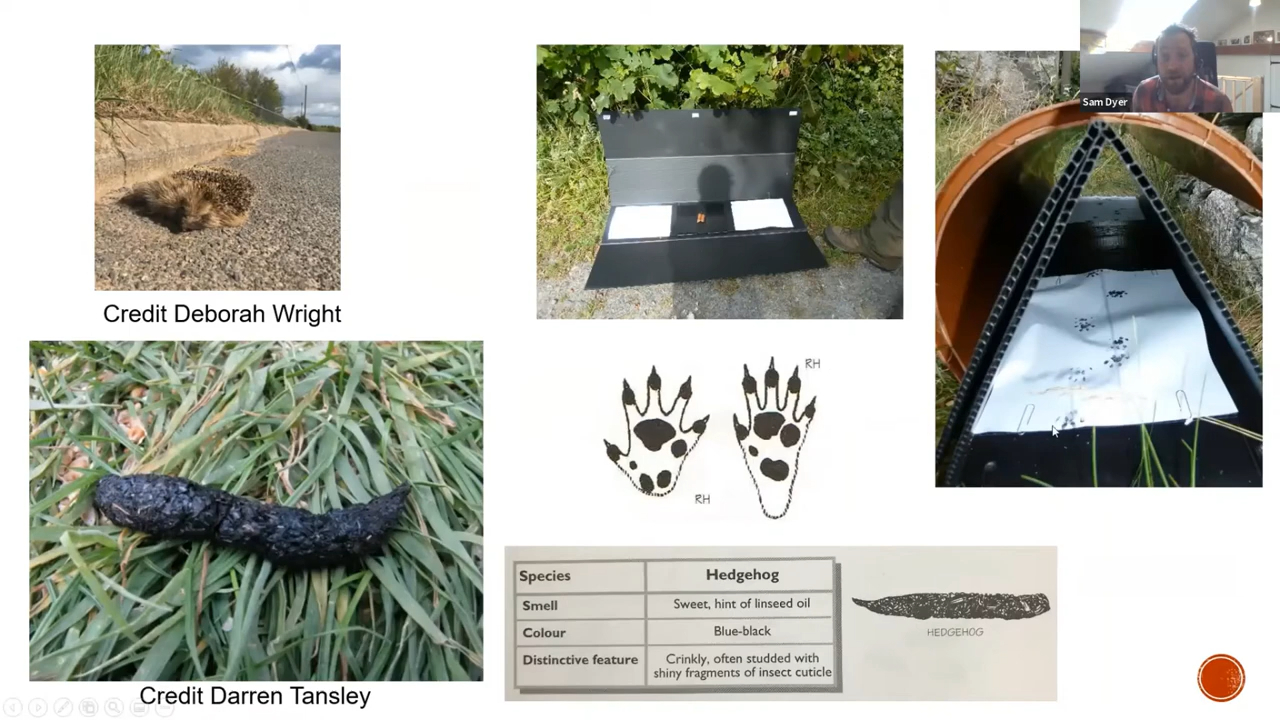 Sam Dyer
Credit Deborah Wright
RH
RH
Species Hedgehog
Smell Sweet, hint of linseed oil
Colour Blue-black
Distinctive feature Crinkly, often studded with
shiny fragments of insect cuticle
HEDGEHOG
Credit Darren Tansley